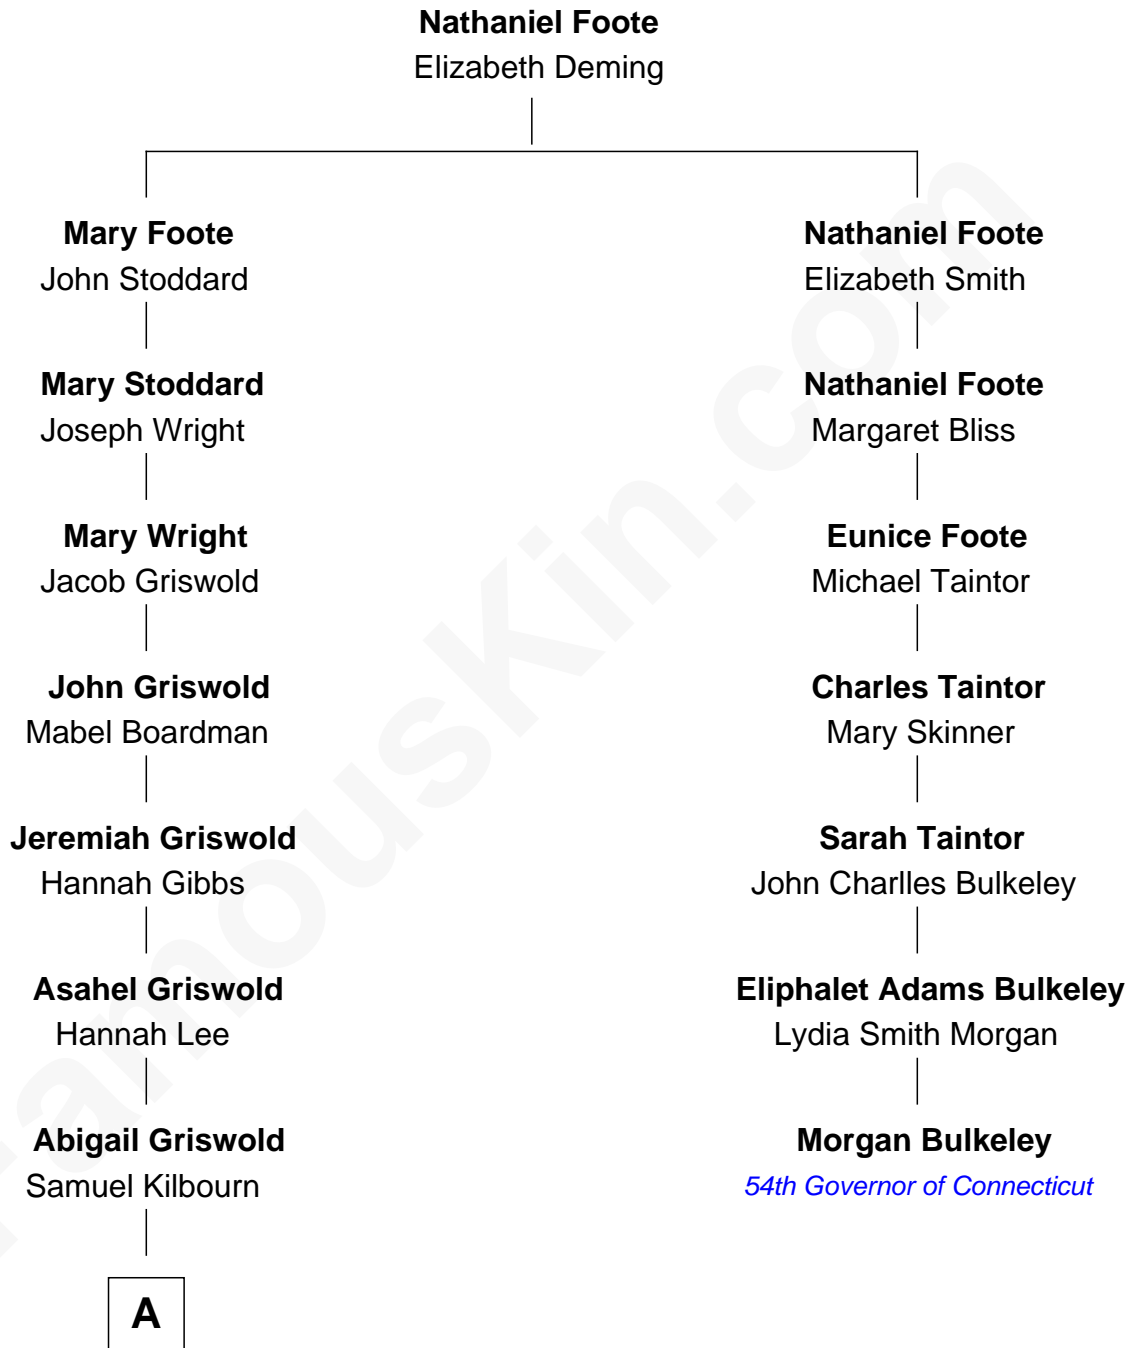 Nathaniel Foote
Elizabeth Deming
Mary Foote
John Stoddard
Nathaniel Foote
Elizabeth Smith
Mary Stoddard
Joseph Wright
Nathaniel Foote
Margaret Bliss
Mary Wright
Jacob Griswold
Eunice Foote
Michael Taintor
John Griswold
Mabel Boardman
Charles Taintor
Mary Skinner
Jeremiah Griswold
Hannah Gibbs
Sarah Taintor
John Charlles Bulkeley
Asahel Griswold
Hannah Lee
Eliphalet Adams Bulkeley
Lydia Smith Morgan
Abigail Griswold
Samuel Kilbourn
Morgan Bulkeley
54th Governor of Connecticut
A
FamousKin.com